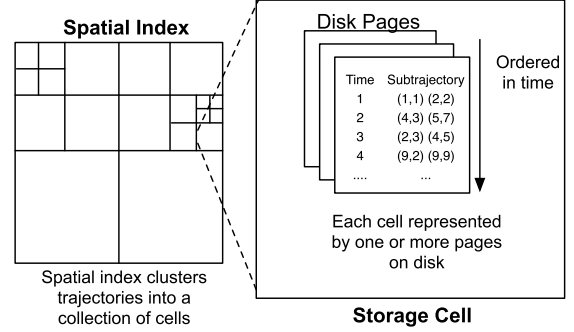 Spatial Index
Spatial index clusters
trajectories into a
collection of cells
Disk Pages
Time Subtrajectory
1 (1,1) (2,2)
2 (4,3) (5,7)
3 (2,3) (4,5)
4 (9,2) (9,9)
.... ...
Ordered
in time
Each cell represented
by one or more pages
on disk
Storage Cell